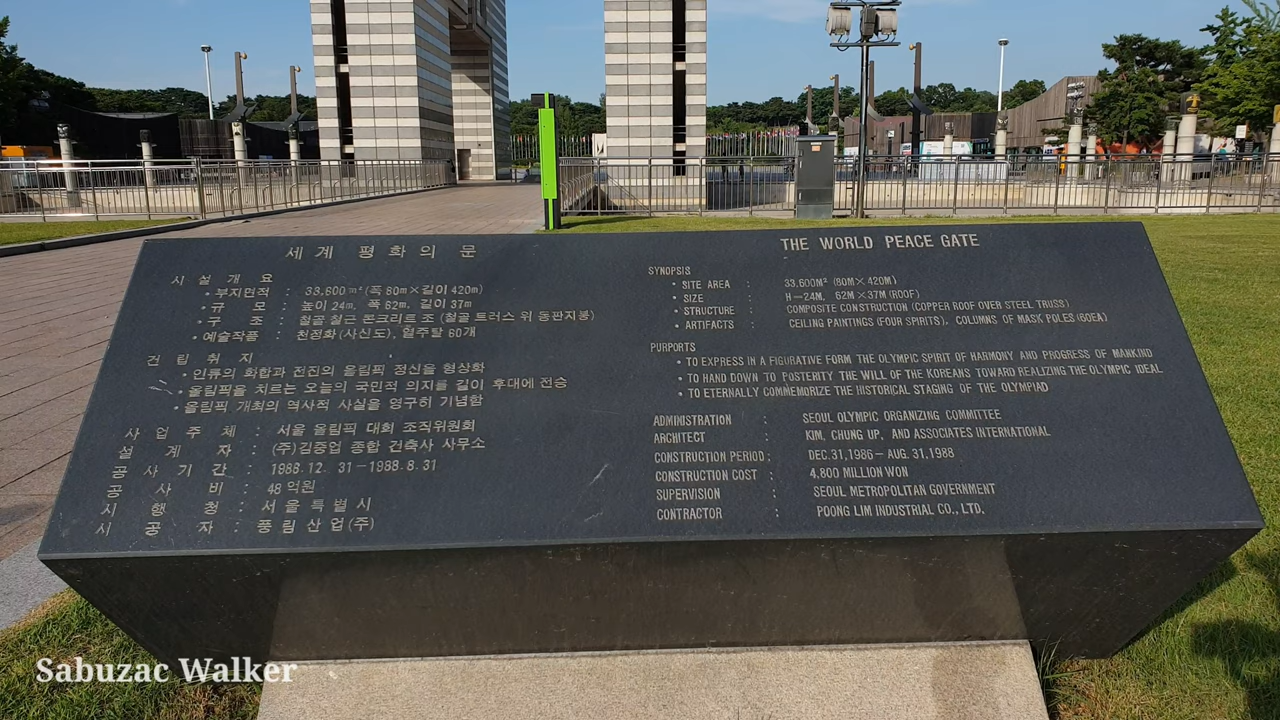 세계 평화의 문
시 설 개 요
• 부지면적 : 33,600㎡ (폭 80m×길이 420m)
• 규 모 : 높이 24m, 폭 62m, 길이 37m
• 구 조 : 철골 철근 콘크리트 조 (철골 트러스 위 동판지붕)
• 예술작품 : 천정화 (사신도), 열주탈 60개
건 립 취 지
• 인류의 화합과 전진의 올림픽 정신을 형상화
• 올림픽을 치르는 오늘의 국민적 의지를 길이 후대에 전승
• 올림픽 개최의 역사적 사실을 영구히 기념함
사 업 주 체 : 서울 올림픽 대회 조직위원회
설 계 자 : (주)김중업 종합 건축사 사무소
공 사 기 간 : 1986. 12. 31 – 1988. 8. 31
공 사 비 : 48 억원
시 행 청 : 서 울 특 별 시
시 공 자 : 풍 림 산 업 (주)
THE WORLD PEACE GATE
SYNOPSIS
• SITE AREA : 33,600M² (80M × 420M)
• SIZE : H–24M, 62M ×37M (ROOF)
• STRUCTURE : COMPOSITE CONSTRUCTION (COPPER ROOF OVER STEEL TRUSS)
• ARTIFACTS : CEILING PAINTINGS (FOUR SPIRITS), COLUMNS OF MASK POLES (60EA)
PURPORTS
• TO EXPRESS IN A FIGURATIVE FORM THE OLYMPIC SPIRIT OF HARMONY AND PROGRESS OF MANKIND
• TO HAND DOWN TO POSTERITY THE WILL OF THE KOREANS TOWARD REALIZING THE OLYMPIC IDEAL
• TO ETERNALLY COMMEMORIZE THE HISTORICAL STAGING OF THE OLYMPIAD
ADMINISTRATION : SEOUL OLYMPIC ORGANIZING COMMITTEE
ARCHITECT : KIM, CHUNG UP, AND ASSOCIATES INTERNATIONAL
CONSTRUCTION PERIOD : DEC.31,1986 – AUG.31,1988
CONSTRUCTION COST : 4,800 MILLION WON
SUPERVISION : SEOUL METROPOLITAN GOVERNMENT
CONTRACTOR : POONG LIM INDUSTRIAL CO., LTD.
Sabuzac Walker